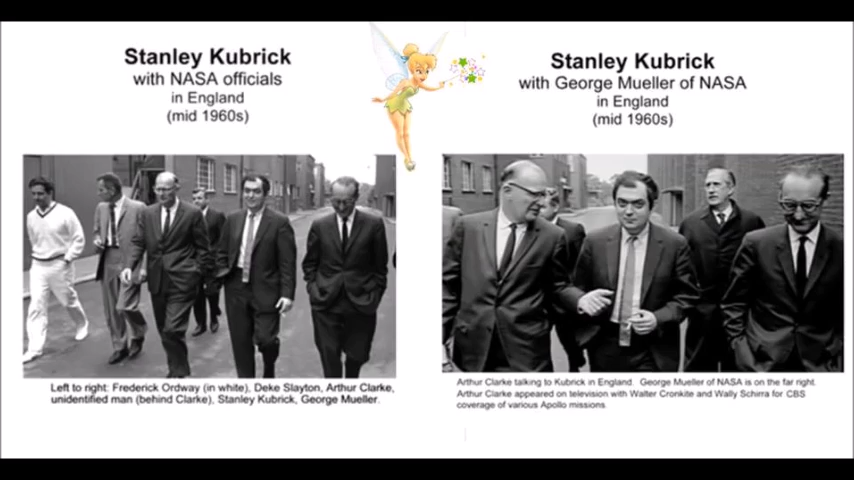 Stanley Kubrick
with NASA officials
in England
(mid 1960s)
Left to right: Frederick Ordway (in white), Deke Slayton, Arthur Clarke,
unidentified man (behind Clarke), Stanley Kubrick, George Mueller.
Stanley Kubrick
with George Mueller of NASA
in England
(mid 1960s)
Arthur Clarke talking to Kubrick in England. George Mueller of NASA is on the far right.
Arthur Clarke appeared on television with Walter Cronkite and Wally Schirra for CBS
coverage of various Apollo missions.